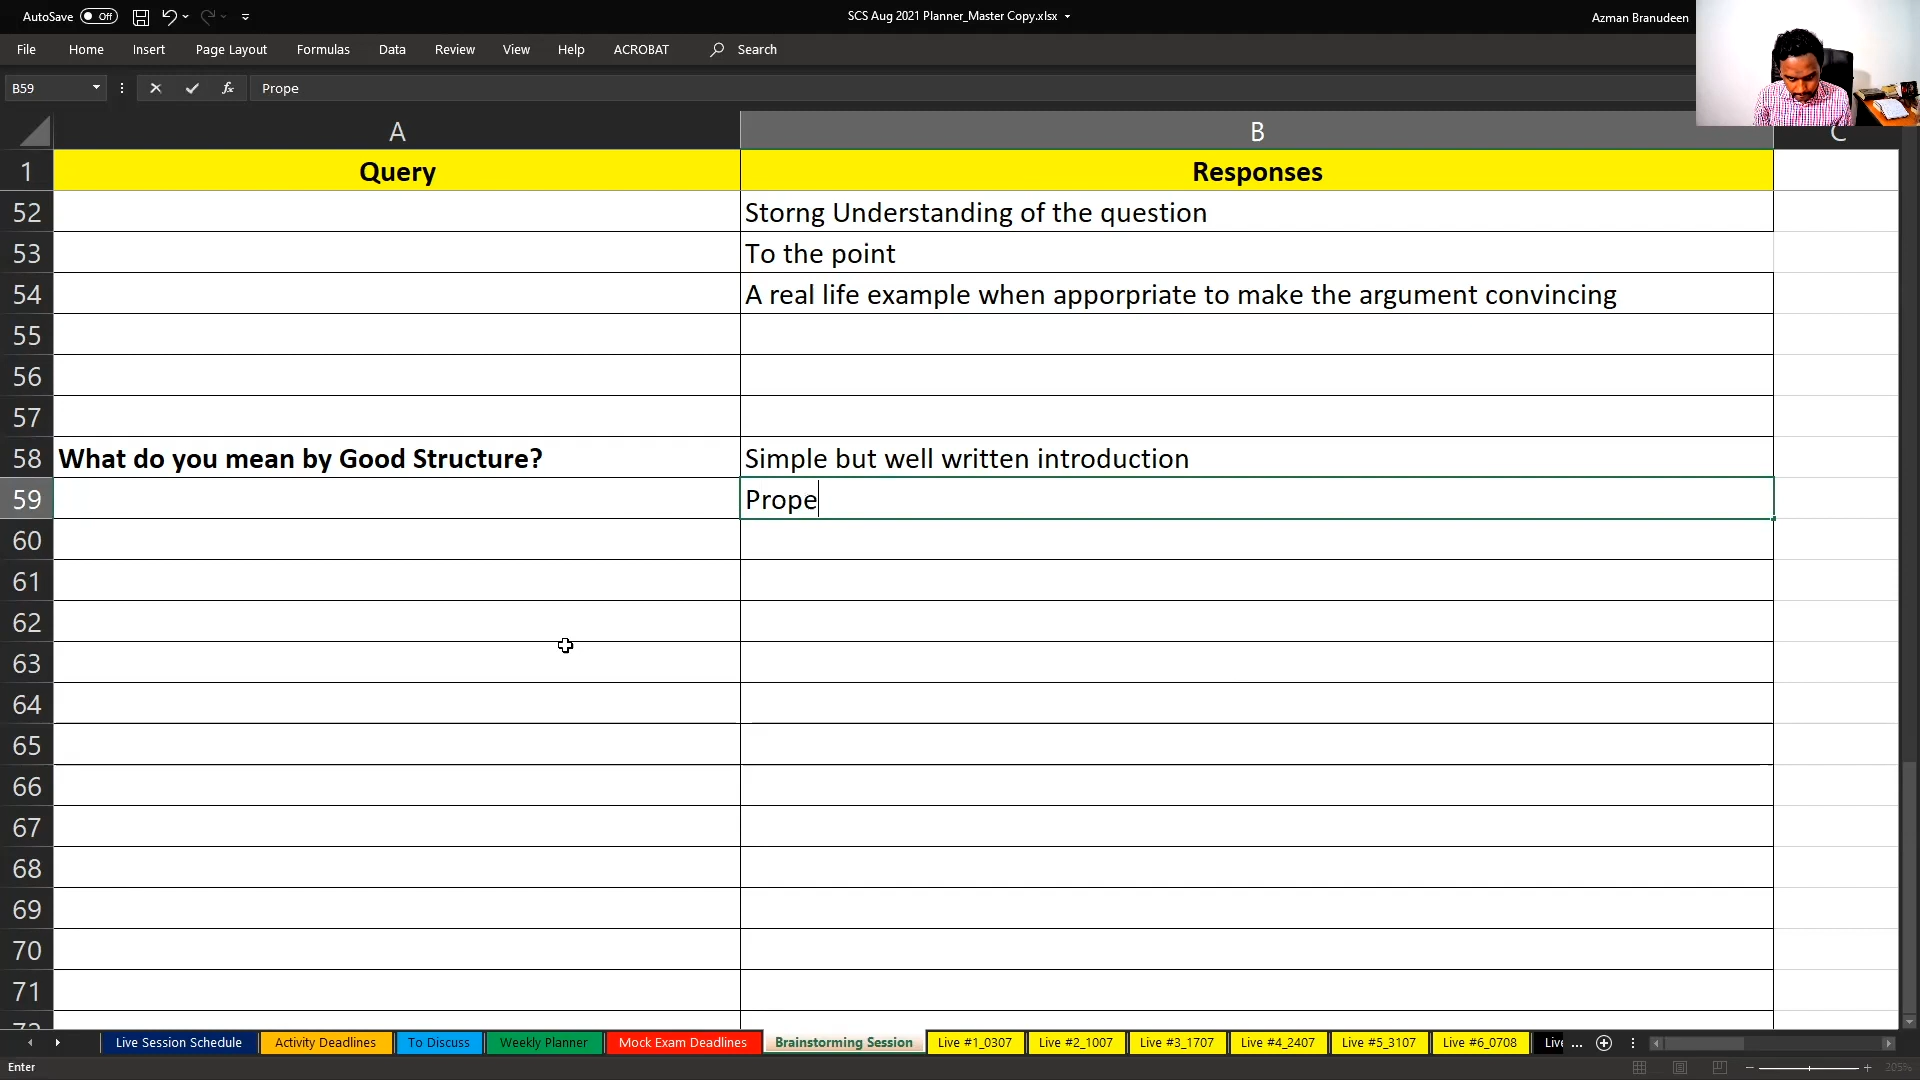 AutoSave Off SCS Aug 2021 Planner_Master Copy.xlsx Azman Branudeen
File Home Insert Page Layout Formulas Data Review View Help ACROBAT Search
B59 fx Prope
A B C
1 Query Responses
52 Storng Understanding of the question
53 To the point
54 A real life example when apporpriate to make the argument convincing
55
56
57
58 What do you mean by Good Structure? Simple but well written introduction
59 Prope
60
61
62
63
64
65
66
67
68
69
70
71
Live Session Schedule Activity Deadlines To Discuss Weekly Planner Mock Exam Deadlines Brainstorming Session Live #1_0307 Live #2_1007 Live #3_1707 Live #4_2407 Live #5_3107 Live #6_0708 Live ...
Enter 205%